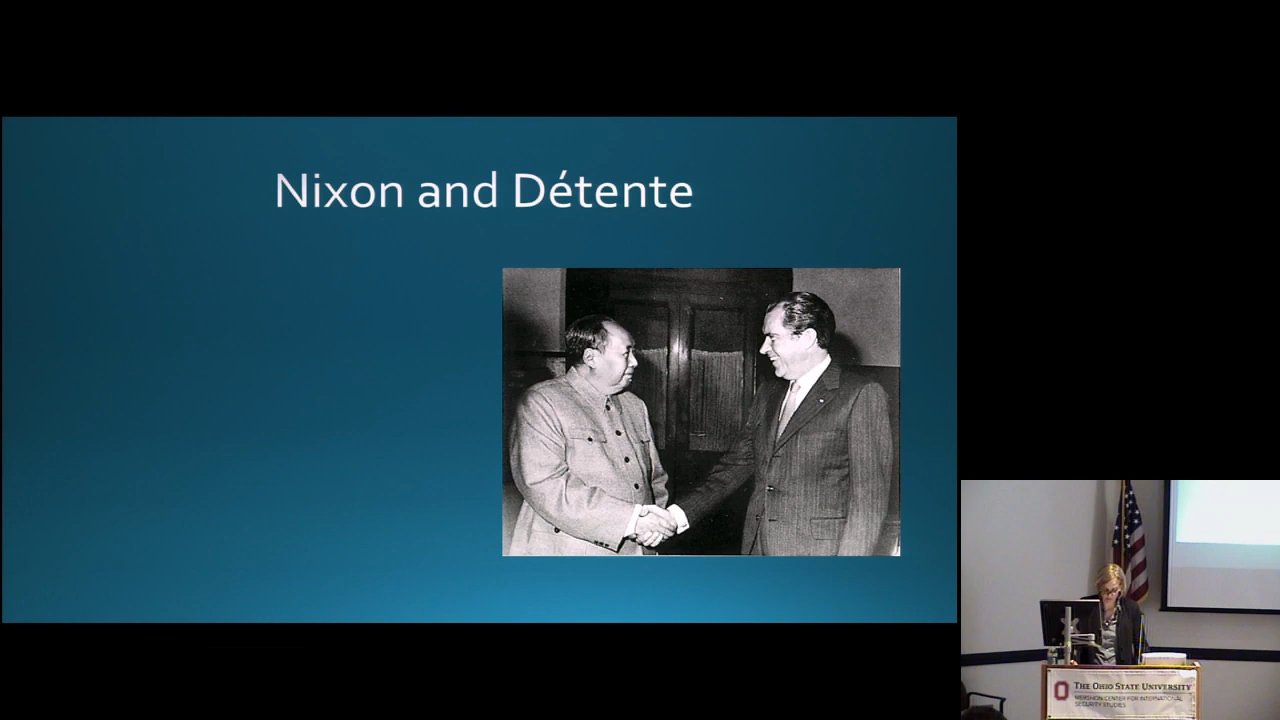 Nixon and Détente
THE OHIO STATE UNIVERSITY
MERSHON CENTER FOR INTERNATIONAL
SECURITY STUDIES